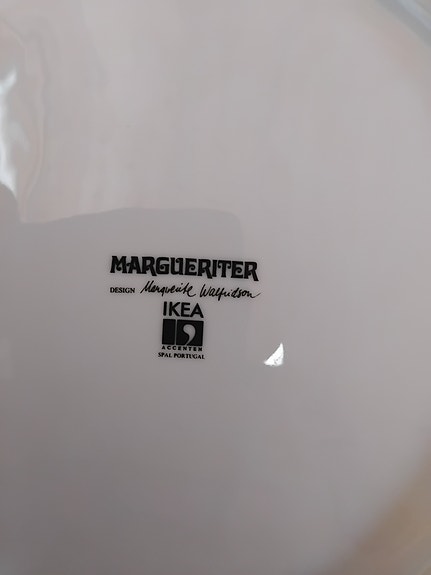 MARGUERITER
DESIGN Marguerite Walfridson
IKEA
ACCENTEN
SPAL PORTUGAL